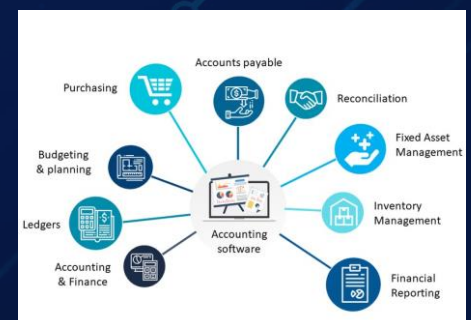 Accounts payable
Purchasing
Reconciliation
Fixed Asset
Management
Budgeting
& planning
Inventory
Management
Ledgers
Accounting
software
Accounting
& Finance
Financial
Reporting